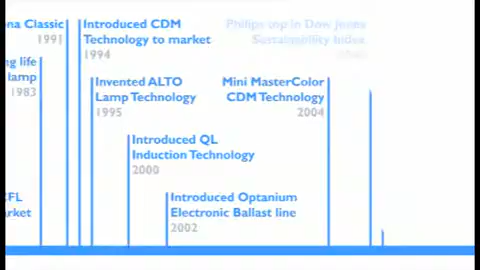 ona Classic
1991
ng life
lamp
1983
CFL
arket
Introduced CDM
Technology to market
1994
Invented ALTO
Lamp Technology
1995
Introduced QL
Induction Technology
2000
Introduced Optanium
Electronic Ballast line
2002
Mini MasterColor
CDM Technology
2004
Philips top in Dow Jones
Sustainability Index